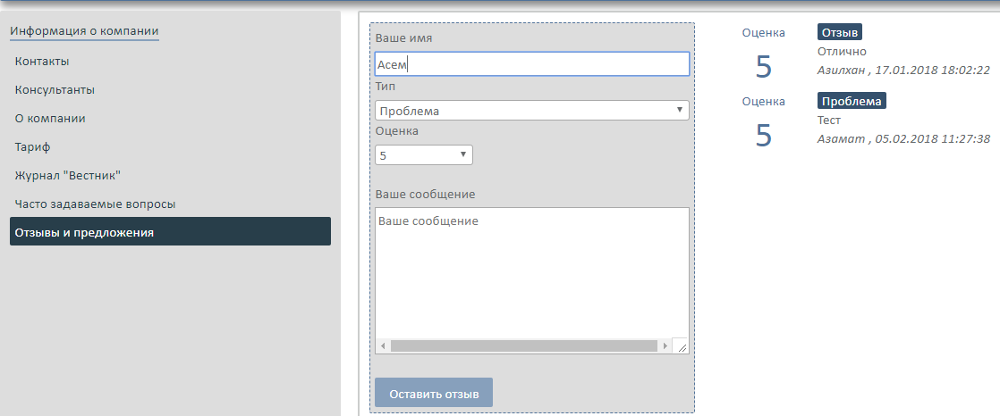 Информация о компании
Контакты
Консультанты
О компании
Тариф
Журнал "Вестник"
Часто задаваемые вопросы
Отзывы и предложения
Ваше имя
Асем
Тип
Проблема
Оценка
5
Ваше сообщение
Ваше сообщение
Оставить отзыв
Оценка
5
Отзыв
Отлично
Азилхан , 17.01.2018 18:02:22
Оценка
5
Проблема
Тест
Азамат , 05.02.2018 11:27:38